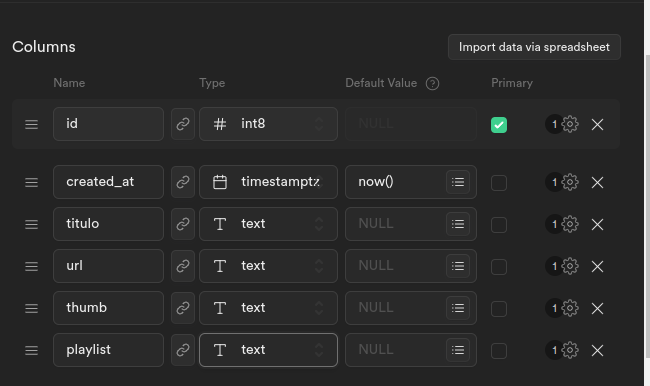 Columns Import data via spreadsheet
Name Type Default Value ? Primary
id # int8 NULL 1
created_at timestamptz now() 1
titulo T text NULL 1
url T text NULL 1
thumb T text NULL 1
playlist T text NULL 1